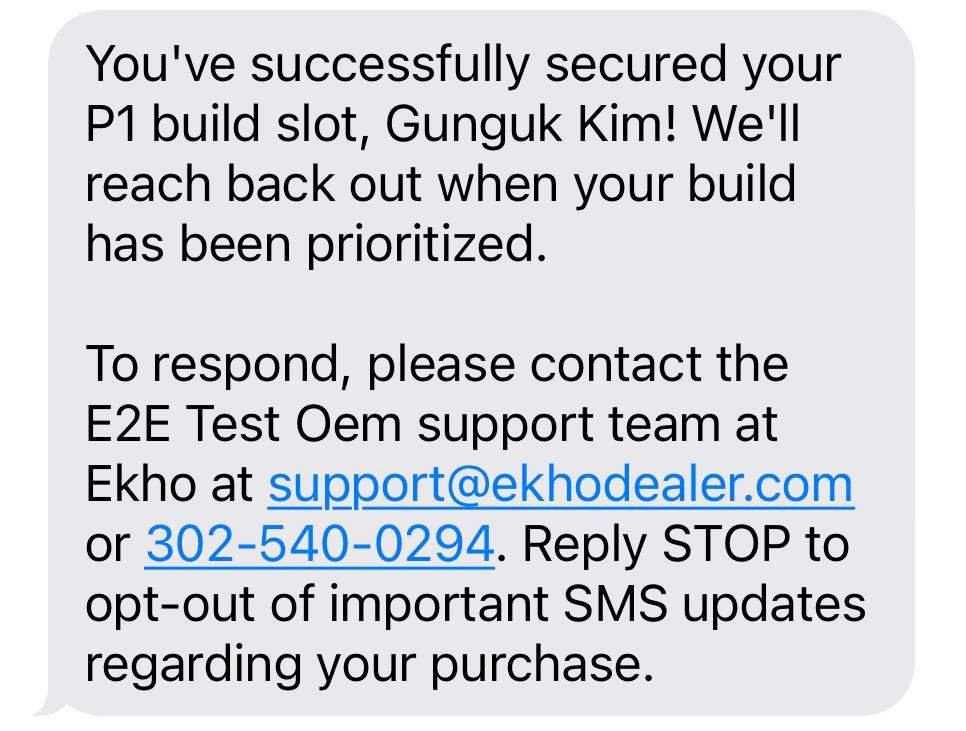 You've successfully secured your
P1 build slot, Gunguk Kim! We'll
reach back out when your build
has been prioritized.
To respond, please contact the
E2E Test Oem support team at
Ekho at support@ekhodealer.com
or 302-540-0294. Reply STOP to
opt-out of important SMS updates
regarding your purchase.